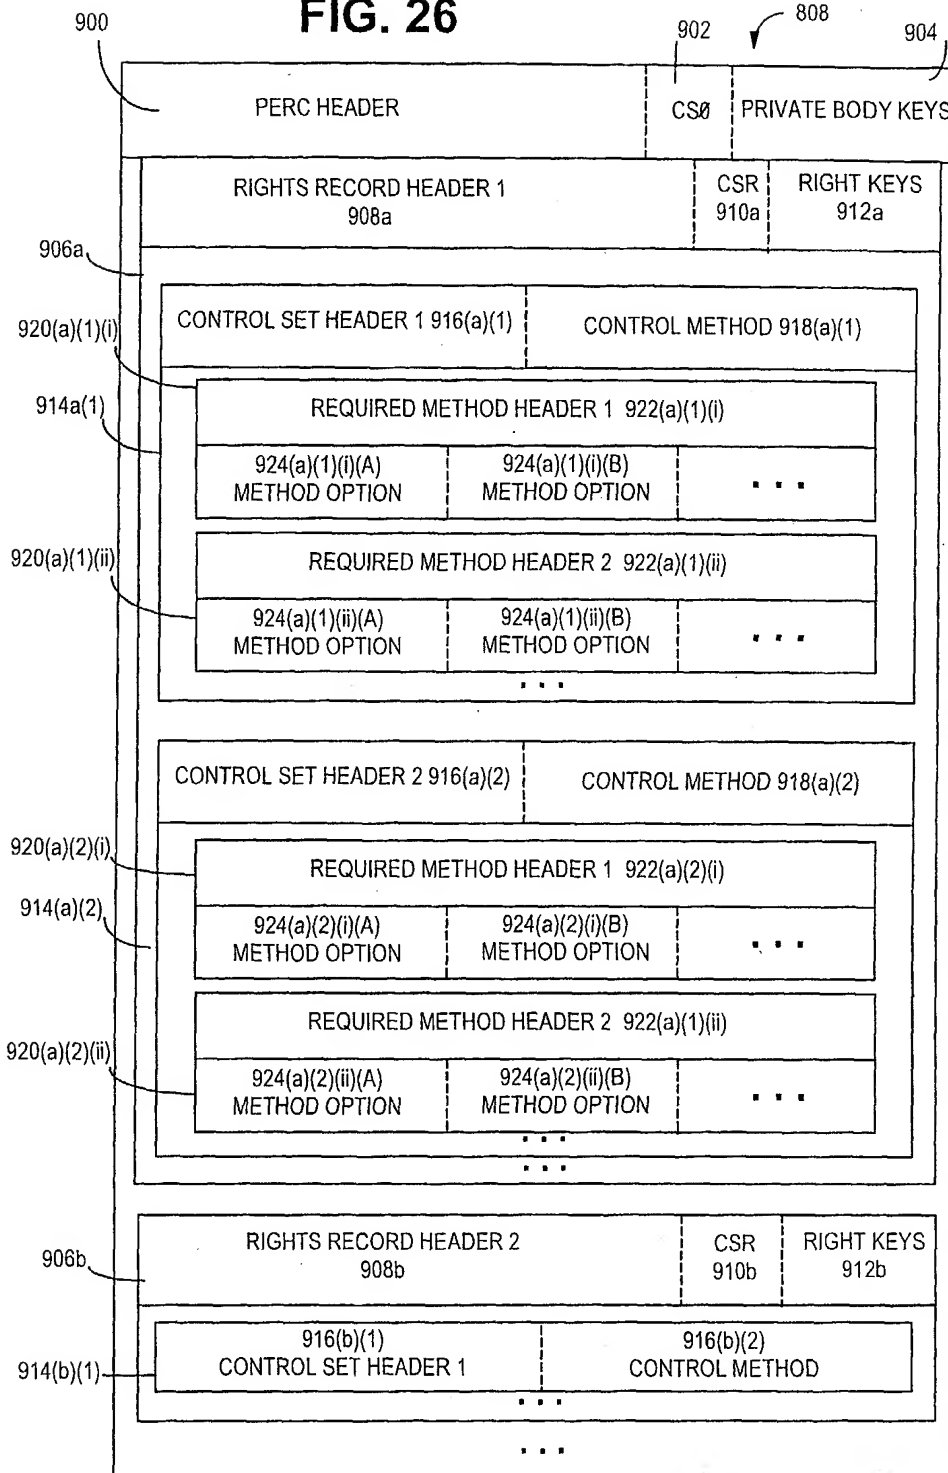 FIG. 26
900
902
808
904
PERC HEADER
CSØ
PRIVATE BODY KEYS
RIGHTS RECORD HEADER 1
908a
CSR
910a
RIGHT KEYS
912a
906a
CONTROL SET HEADER 1 916(a)(1)
CONTROL METHOD 918(a)(1)
920(a)(1)(i)
914a(1)
REQUIRED METHOD HEADER 1 922(a)(1)(i)
924(a)(1)(i)(A)
METHOD OPTION
924(a)(1)(i)(B)
METHOD OPTION
...
920(a)(1)(ii)
REQUIRED METHOD HEADER 2 922(a)(1)(ii)
924(a)(1)(ii)(A)
METHOD OPTION
924(a)(1)(ii)(B)
METHOD OPTION
...
...
CONTROL SET HEADER 2 916(a)(2)
CONTROL METHOD 918(a)(2)
920(a)(2)(i)
914(a)(2)
REQUIRED METHOD HEADER 1 922(a)(2)(i)
924(a)(2)(i)(A)
METHOD OPTION
924(a)(2)(i)(B)
METHOD OPTION
...
REQUIRED METHOD HEADER 2 922(a)(1)(ii)
920(a)(2)(ii)
924(a)(2)(ii)(A)
METHOD OPTION
924(a)(2)(ii)(B)
METHOD OPTION
...
...
...
906b
RIGHTS RECORD HEADER 2
908b
CSR
910b
RIGHT KEYS
912b
914(b)(1)
916(b)(1)
CONTROL SET HEADER 1
916(b)(2)
CONTROL METHOD
...
...